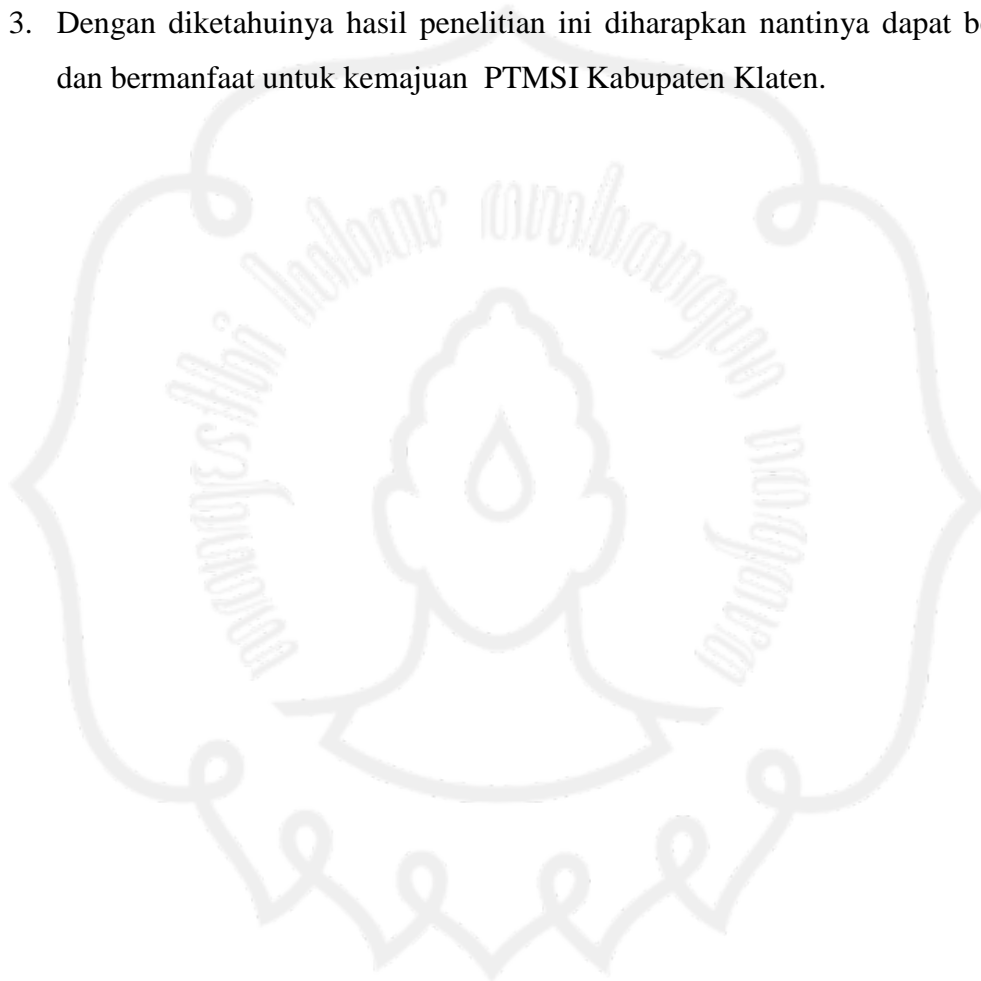 3. Dengan diketahuinya hasil penelitian ini diharapkan nantinya dapat
dan bermanfaat untuk kemajuan PTMSI Kabupaten Klaten.